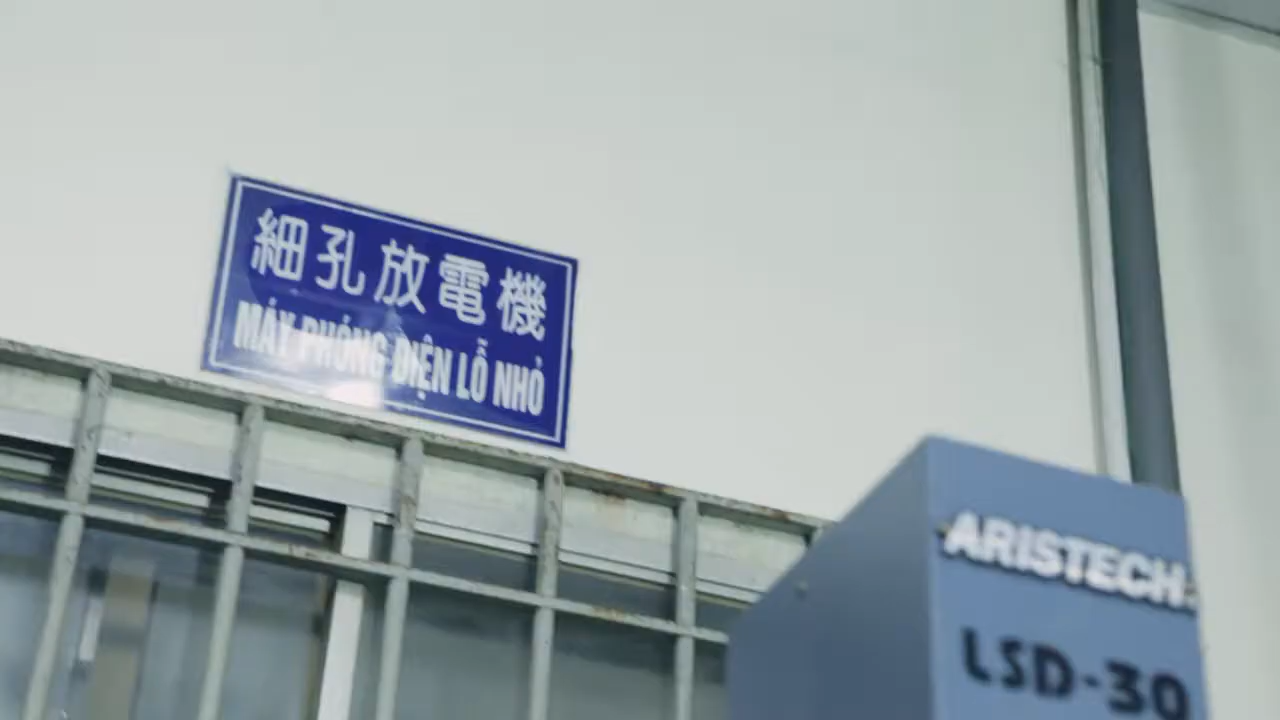 細孔放電機
MÁY PHÓNG ĐIỆN LỖ NHỎ
ARISTECH
LSD-30